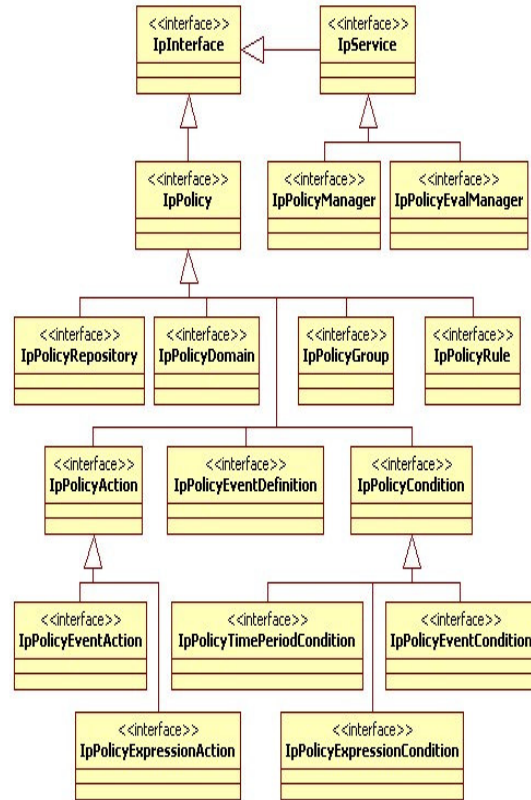 <<interface>>
IpInterface
<<interface>>
IpService
<<interface>>
IpPolicy
<<interface>>
IpPolicyManager
<<interface>>
IpPolicyEvalManager
<<interface>>
IpPolicyRepository
<<interface>>
IpPolicyDomain
<<interface>>
IpPolicyGroup
<<interface>>
IpPolicyRule
<<interface>>
IpPolicyAction
<<interface>>
IpPolicyEventDefinition
<<interface>>
IpPolicyCondition
<<interface>>
IpPolicyEventAction
<<interface>>
IpPolicyTimePeriodCondition
<<interface>>
IpPolicyEventCondition
<<interface>>
IpPolicyExpressionAction
<<interface>>
IpPolicyExpressionCondition